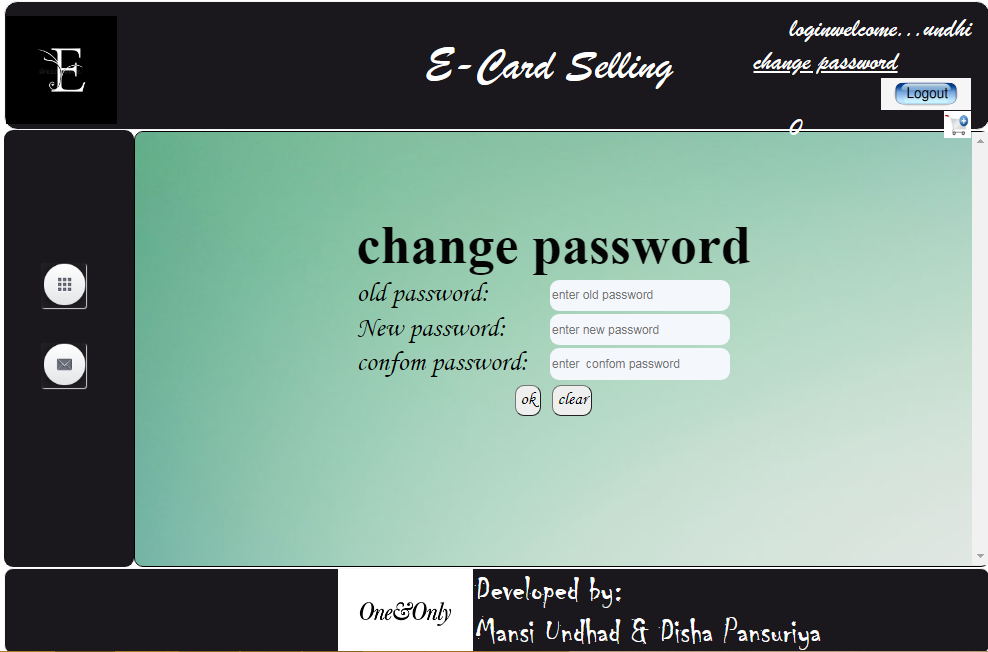 E
E-Card Selling
loginwelcome...undhi
change password
Logout
0
change password
old password: enter old password
New password: enter new password
confom password: enter confom password
ok clear
One&Only
Developed by:
Mansi Undhad & Disha Pansuriya